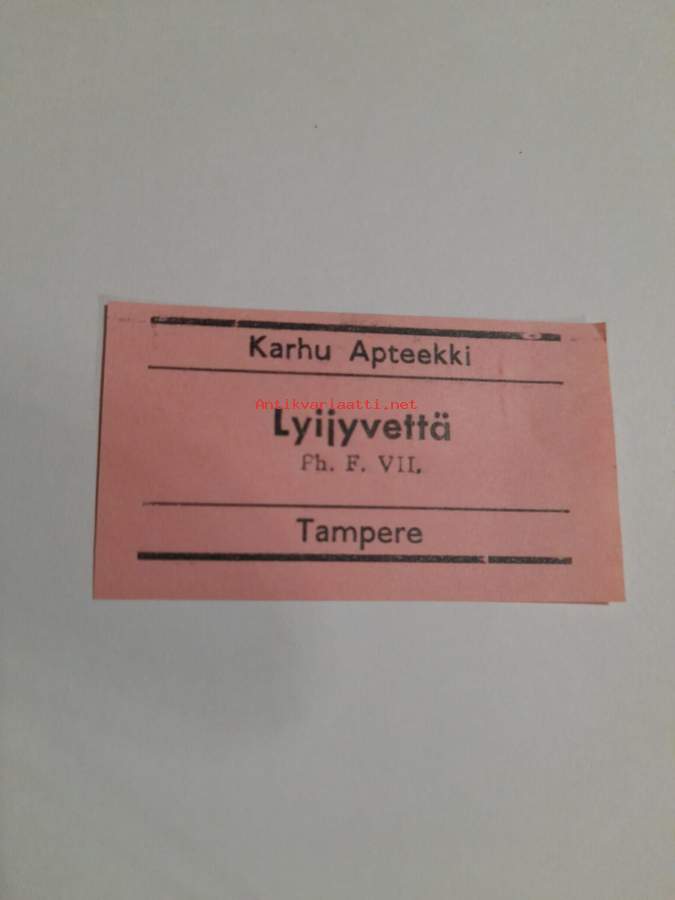 Karhu Apteekki
Antikvariaatti.net
Lyijyvettä
Ph. F. VII.
Tampere